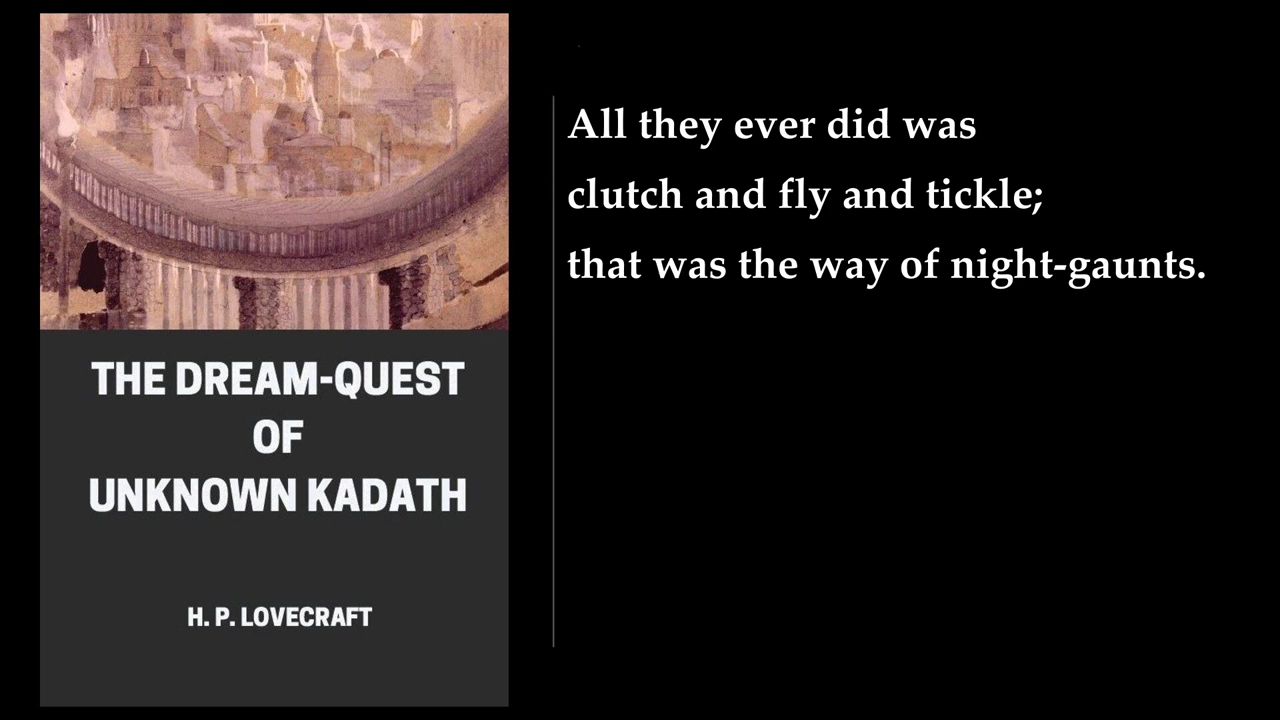 THE DREAM-QUEST
OF
UNKNOWN KADATH
H. P. LOVECRAFT
All they ever did was
clutch and fly and tickle;
that was the way of night-gaunts.